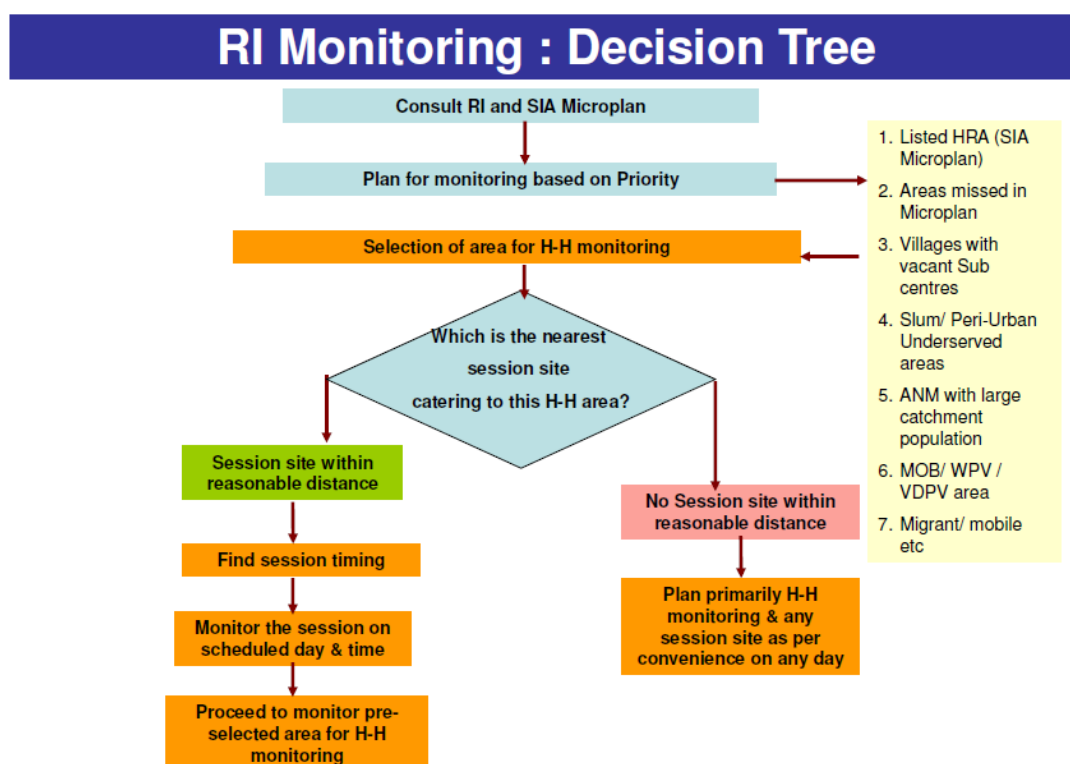 RI Monitoring : Decision Tree
Consult RI and SIA Microplan
Plan for monitoring based on Priority
Selection of area for H-H monitoring
Which is the nearest
session site
catering to this H-H area?
Session site within
reasonable distance
Find session timing
Monitor the session on
scheduled day & time
Proceed to monitor pre-
selected area for H-H
monitoring
No Session site within
reasonable distance
Plan primarily H-H
monitoring & any
session site as per
convenience on any day
1. Listed HRA (SIA
Microplan)
2. Areas missed in
Microplan
3. Villages with
vacant Sub
centres
4. Slum/ Peri-Urban
Underserved
areas
5. ANM with large
catchment
population
6. MOB/ WPV /
VDPV area
7. Migrant/ mobile
etc